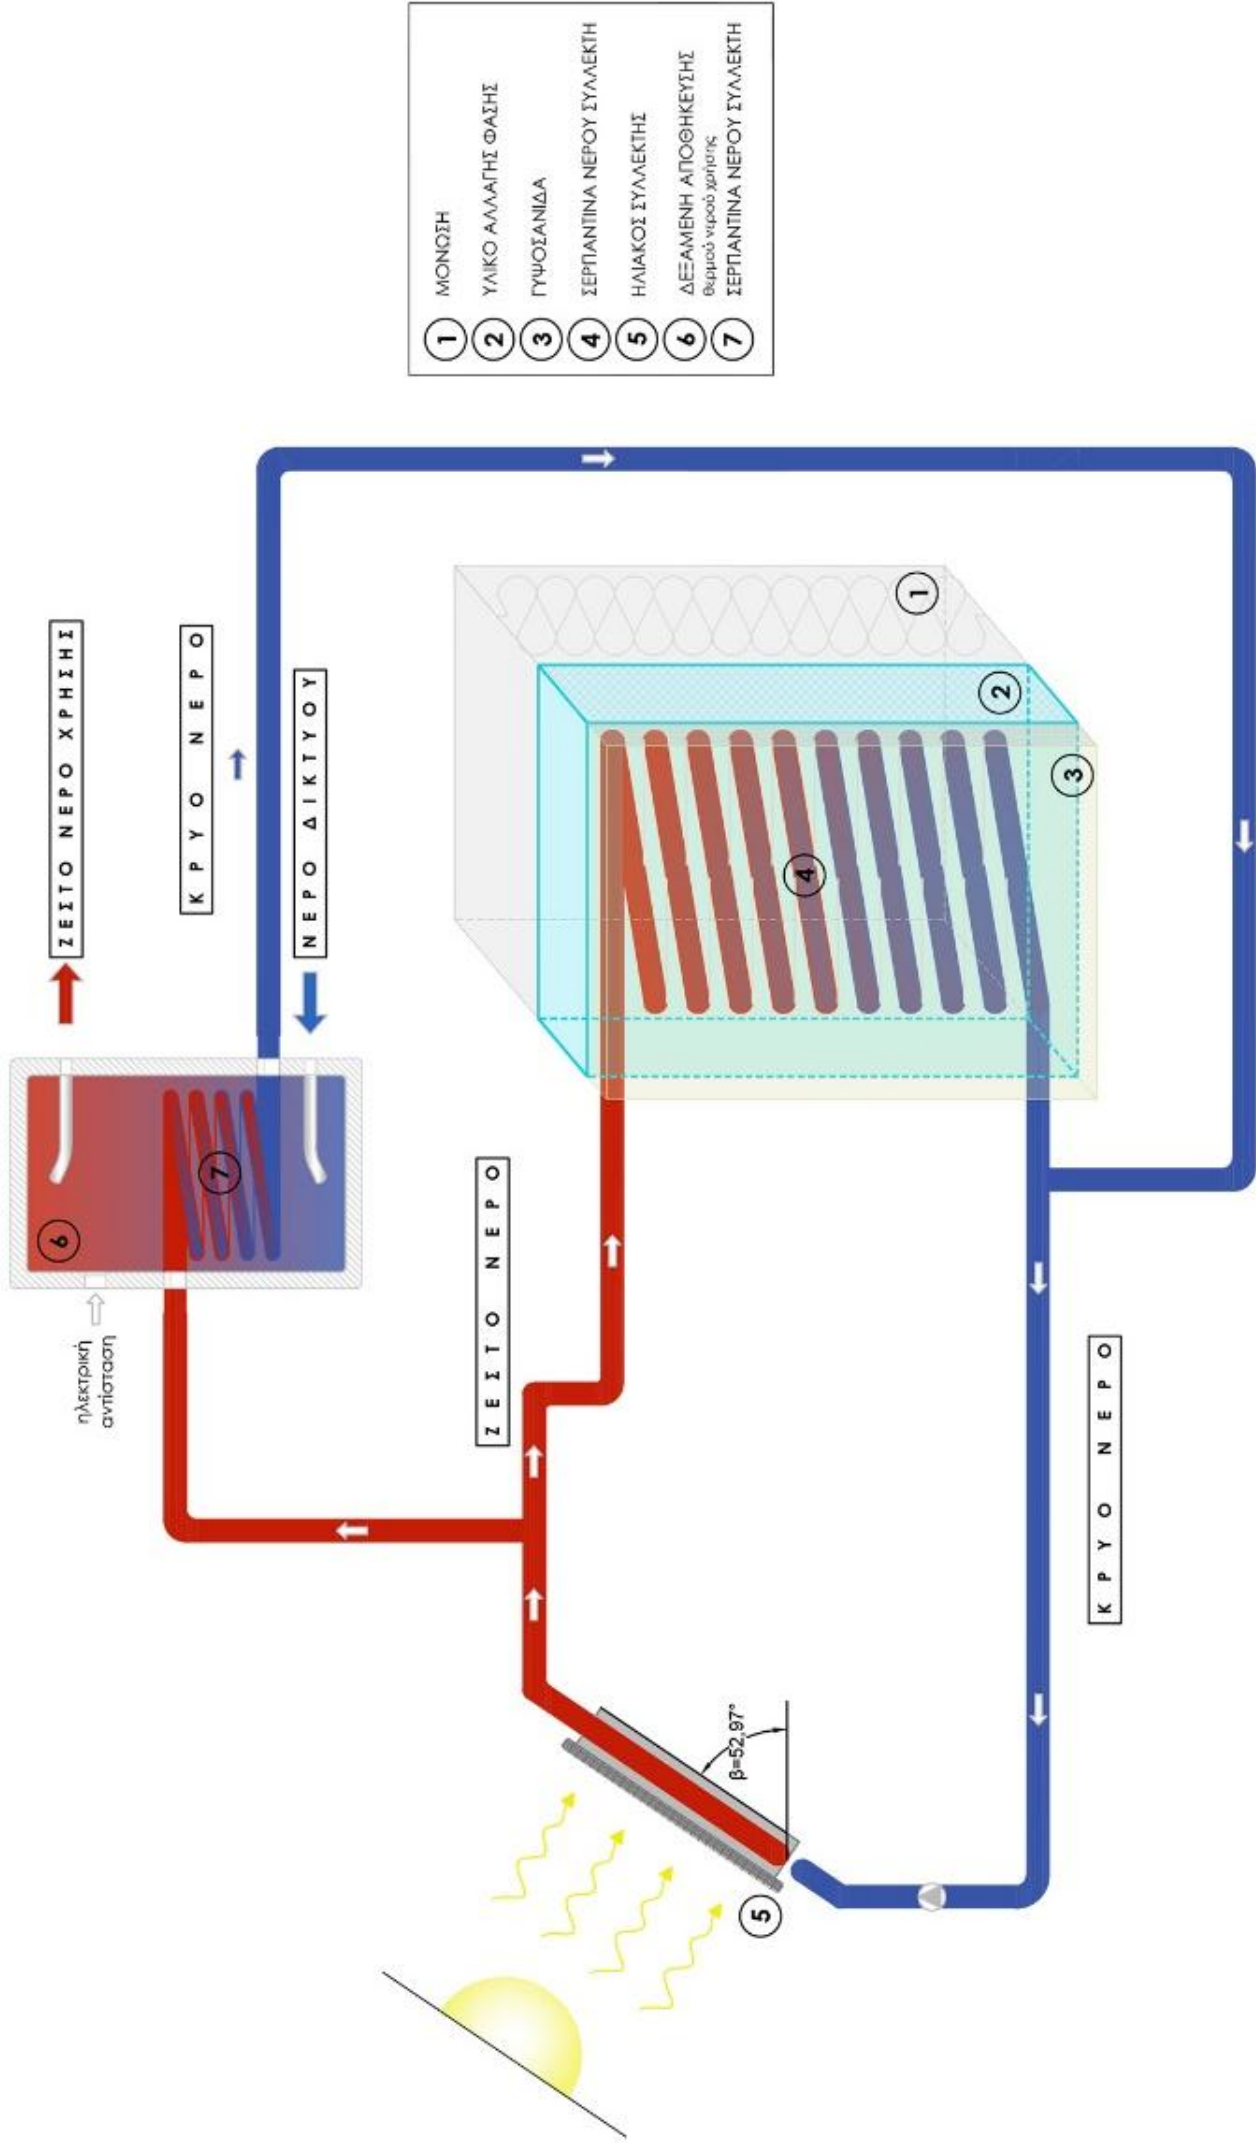 ΖΕΣΤΟ ΝΕΡΟ ΧΡΗΣΗΣ
ΚΡΥΟ ΝΕΡΟ
ΝΕΡΟ ΔΙΚΤΥΟΥ
ηλεκτρική
αντίσταση
6
7
ΖΕΣΤΟ ΝΕΡΟ
1
2
3
4
5
β=52,97°
ΚΡΥΟ ΝΕΡΟ
1 ΜΟΝΩΣΗ
2 ΥΛΙΚΟ ΑΛΛΑΓΗΣ ΦΑΣΗΣ
3 ΓΥΨΟΣΑΝΙΔΑ
4 ΣΕΡΠΑΝΤΙΝΑ ΝΕΡΟΥ ΣΥΛΛΕΚΤΗ
5 ΗΛΙΑΚΟΣ ΣΥΛΛΕΚΤΗΣ
6 ΔΕΞΑΜΕΝΗ ΑΠΟΘΗΚΕΥΣΗΣ
θερμού νερού χρήσης
7 ΣΕΡΠΑΝΤΙΝΑ ΝΕΡΟΥ ΣΥΛΛΕΚΤΗ